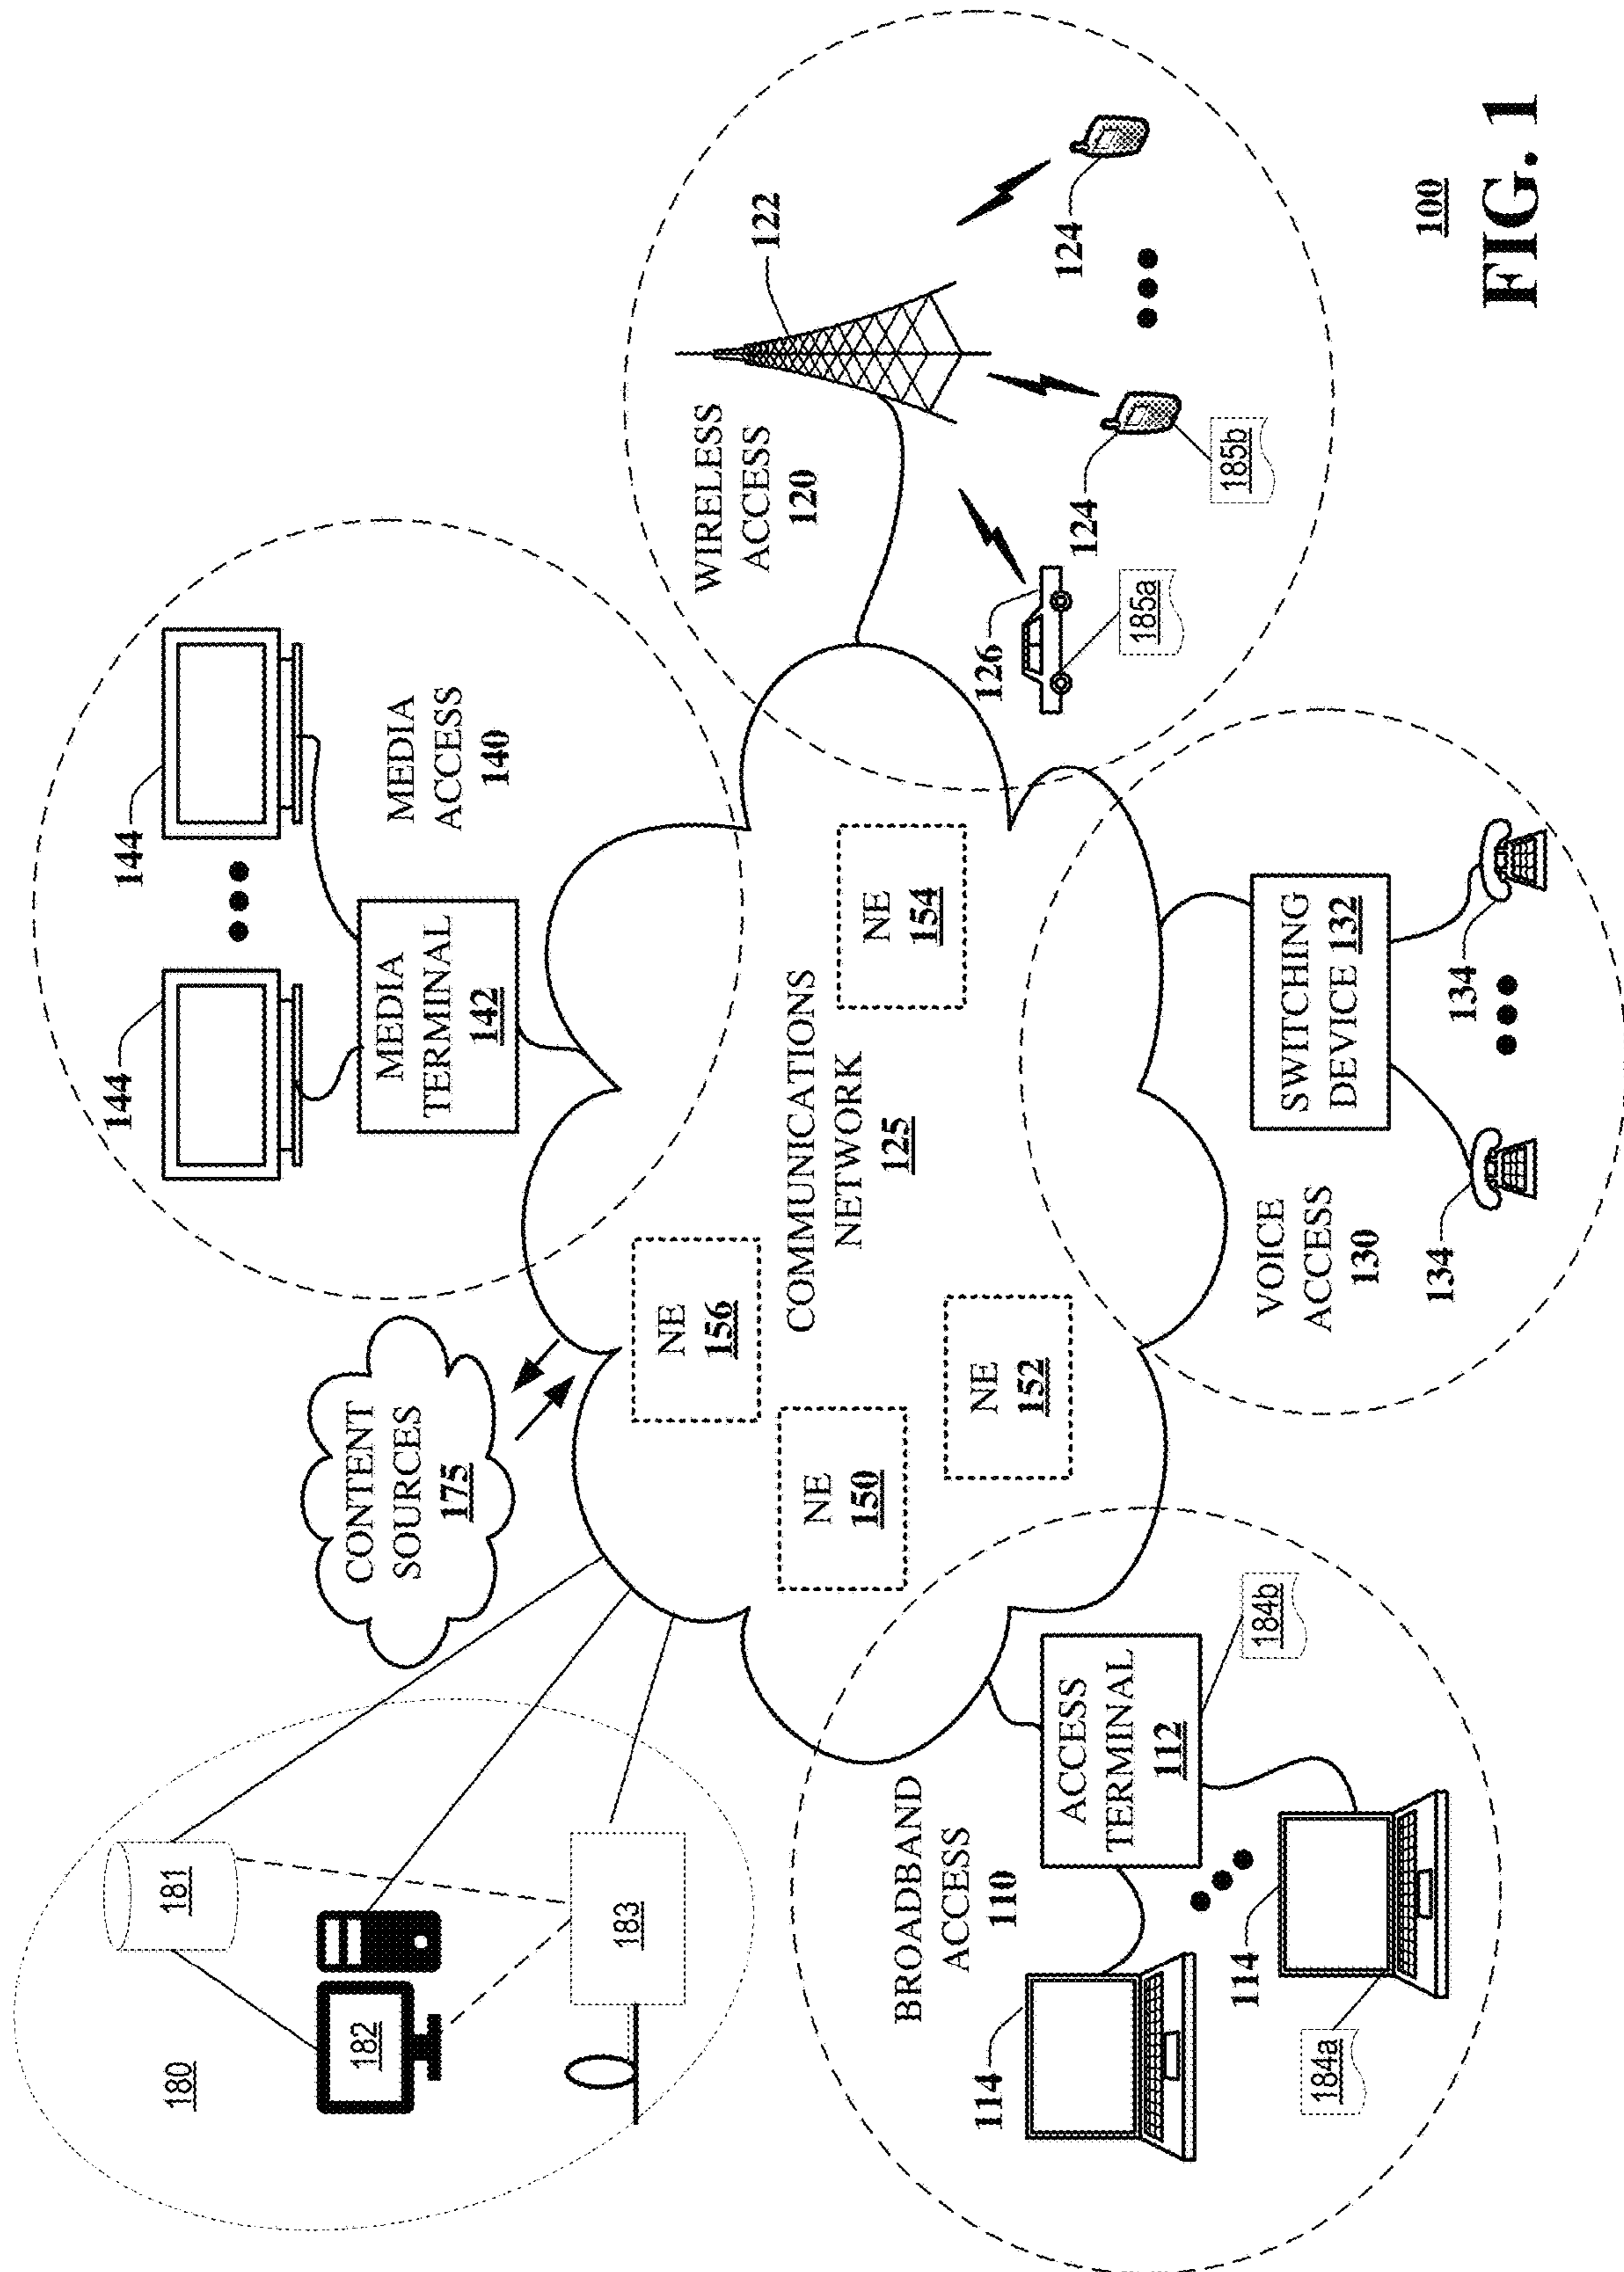 180
181
182
183
CONTENT
SOURCES
175
144
144
MEDIA
TERMINAL
142
MEDIA
ACCESS
140
NE
156
NE
150
NE
152
NE
154
COMMUNICATIONS
NETWORK
125
WIRELESS
ACCESS
120
122
124
124
126
185a
185b
BROADBAND
ACCESS
110
ACCESS
TERMINAL
112
114
114
184a
184b
VOICE
ACCESS
130
SWITCHING
DEVICE 132
134
134
100
FIG. 1